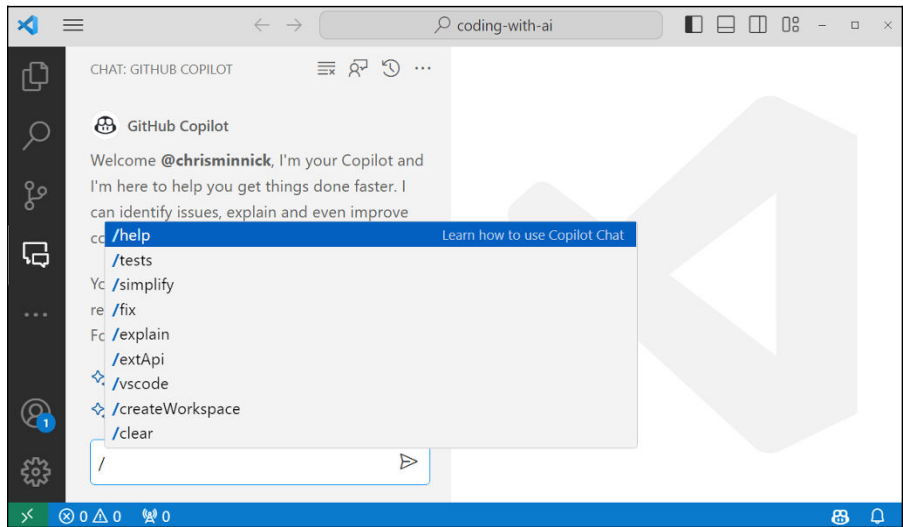 coding-with-ai
CHAT: GITHUB COPILOT
GitHub Copilot
Welcome @chrisminnick, I'm your Copilot and
I'm here to help you get things done faster. I
can identify issues, explain and even improve
/help Learn how to use Copilot Chat
/tests
/simplify
/fix
/explain
/extApi
/vscode
/createWorkspace
/clear
/
1
0 0 0